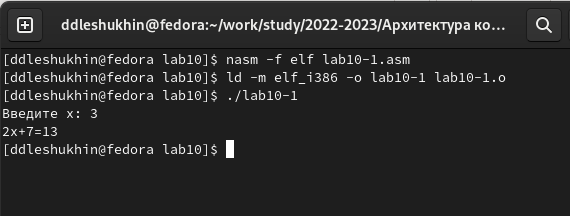 ddleshukhin@fedora:~/work/study/2022-2023/Архитектура ко...
[ddleshukhin@fedora lab10]$ nasm -f elf lab10-1.asm
[ddleshukhin@fedora lab10]$ ld -m elf_i386 -o lab10-1 lab10-1.o
[ddleshukhin@fedora lab10]$ ./lab10-1
Введите x: 3
2x+7=13
[ddleshukhin@fedora lab10]$